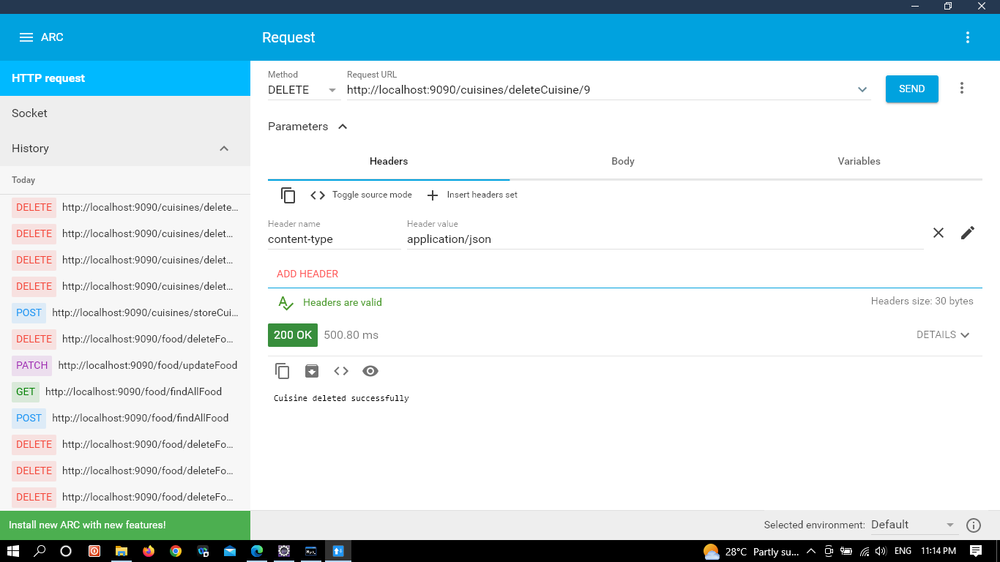 ARC
Request
HTTP request
Socket
History
Today
DELETE http://localhost:9090/cuisines/delete...
DELETE http://localhost:9090/cuisines/delet...
DELETE http://localhost:9090/cuisines/delet...
DELETE http://localhost:9090/cuisines/delet...
POST http://localhost:9090/cuisines/storeCui...
DELETE http://localhost:9090/food/deleteFo...
PATCH http://localhost:9090/food/updateFood
GET http://localhost:9090/food/findAllFood
POST http://localhost:9090/food/findAllFood
DELETE http://localhost:9090/food/deleteFo...
DELETE http://localhost:9090/food/deleteFo...
DELETE http://localhost:9090/food/deleteFo...
Install new ARC with new features!
Method Request URL
DELETE http://localhost:9090/cuisines/deleteCuisine/9
SEND
Parameters
Headers Body Variables
Toggle source mode Insert headers set
Header name Header value
content-type application/json
ADD HEADER
Headers are valid Headers size: 30 bytes
200 OK 500.80 ms DETAILS
Cuisine deleted successfully
Selected environment: Default
28°C Partly su... ENG 11:14 PM